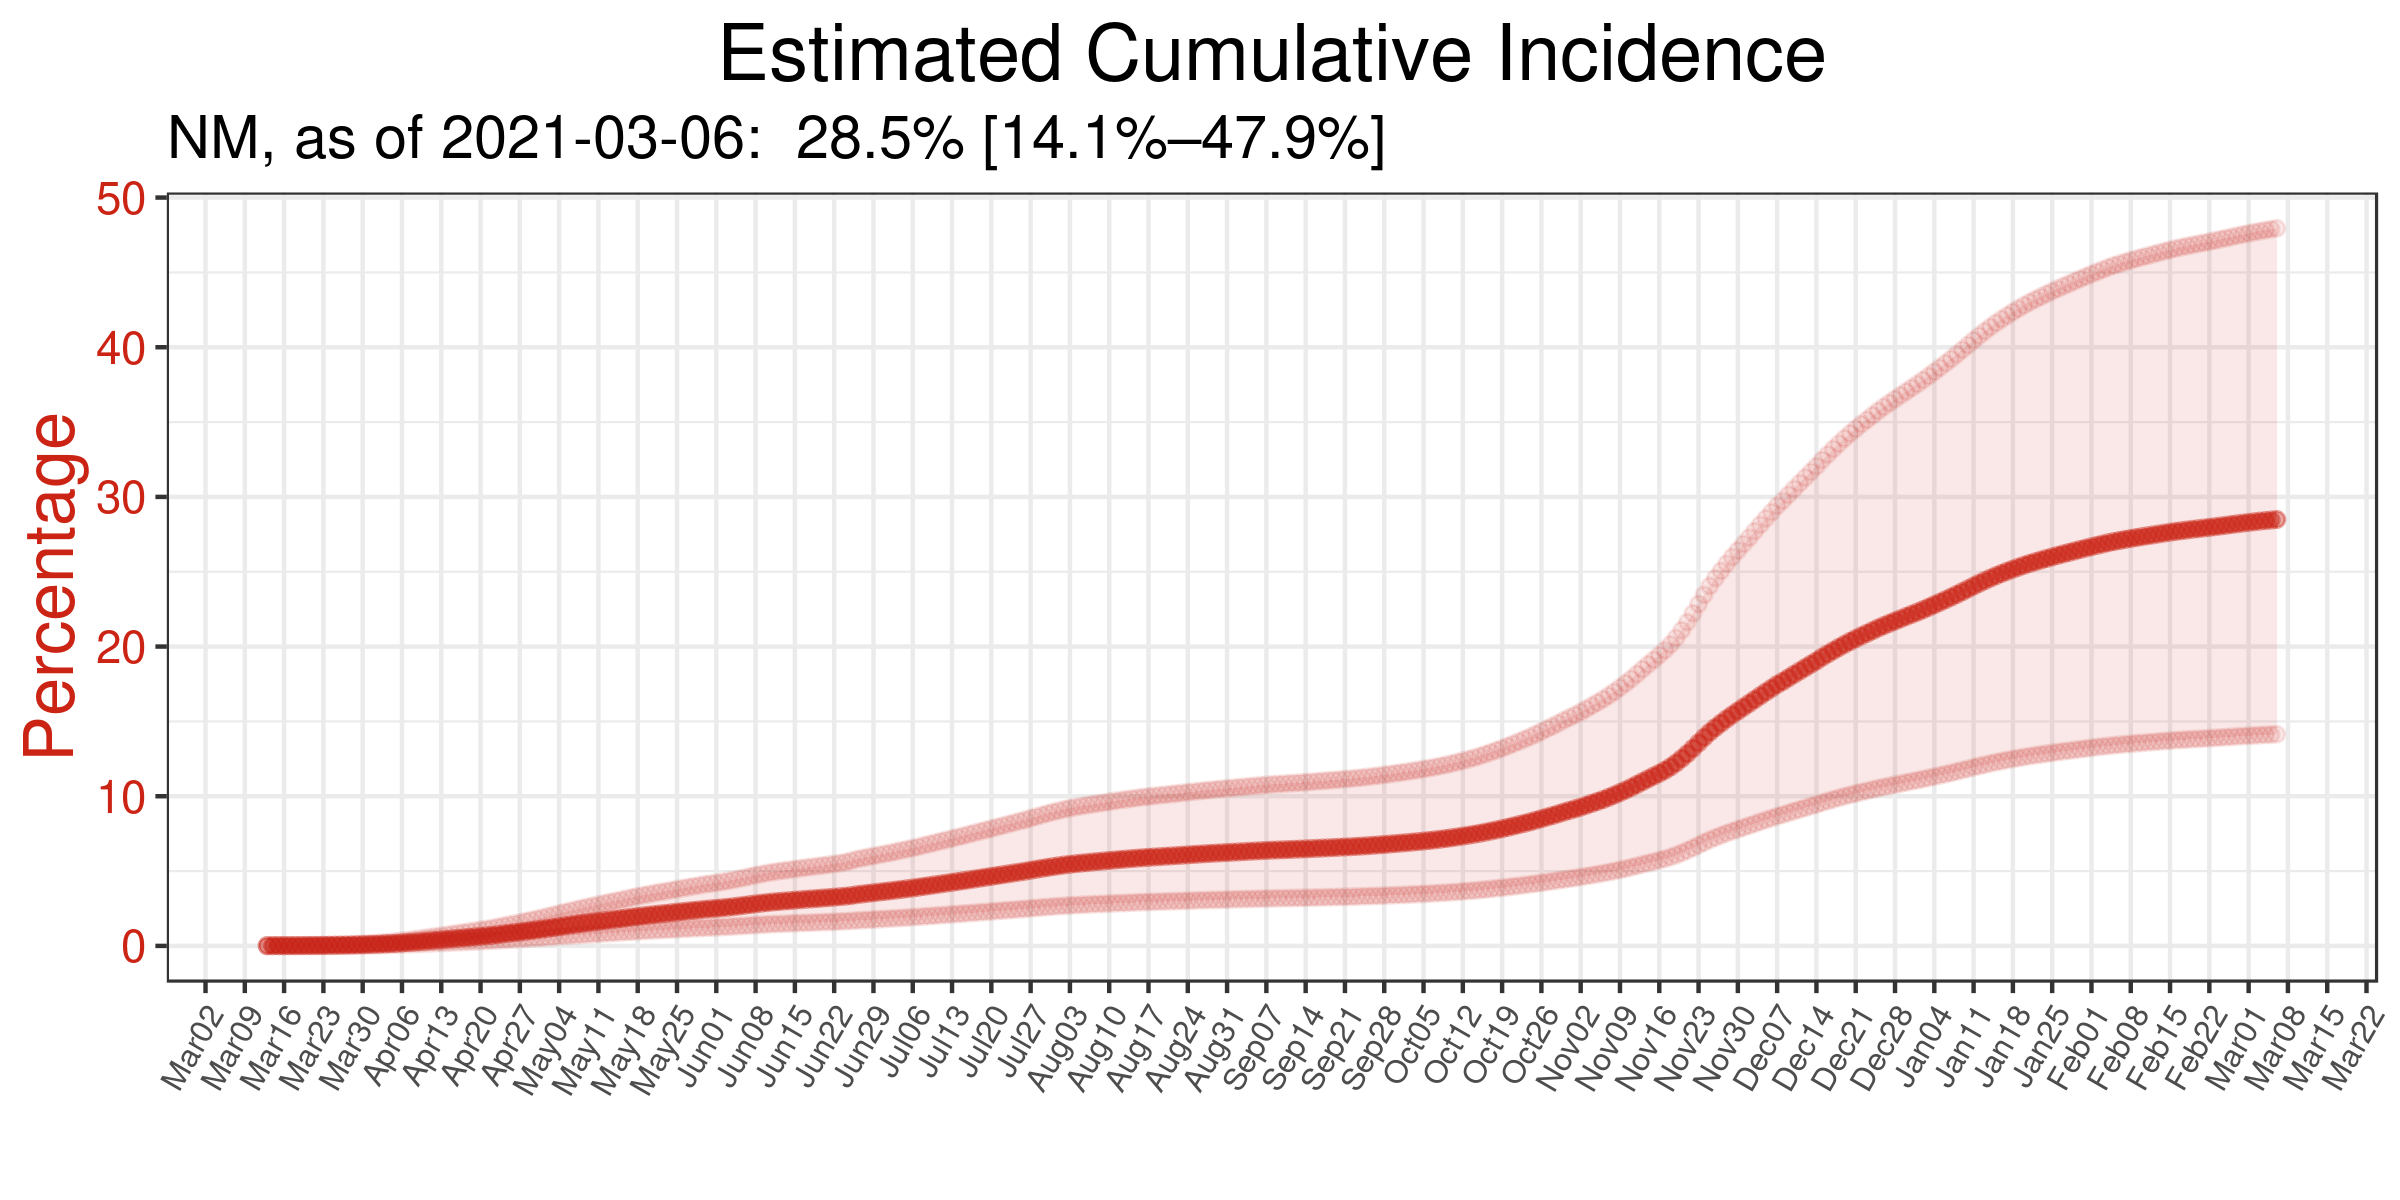 Estimated Cumulative Incidence
NM, as of 2021-03-06:  28.5% [14.1%–47.9%]
Percentage
50
40
30
20
10
0
Mar02
Mar09
Mar16
Mar23
Mar30
Apr06
Apr13
Apr20
Apr27
May04
May11
May18
May25
Jun01
Jun08
Jun15
Jun22
Jun29
Jul06
Jul13
Jul20
Jul27
Aug03
Aug10
Aug17
Aug24
Aug31
Sep07
Sep14
Sep21
Sep28
Oct05
Oct12
Oct19
Oct26
Nov02
Nov09
Nov16
Nov23
Nov30
Dec07
Dec14
Dec21
Dec28
Jan04
Jan11
Jan18
Jan25
Feb01
Feb08
Feb15
Feb22
Mar01
Mar08
Mar15
Mar22